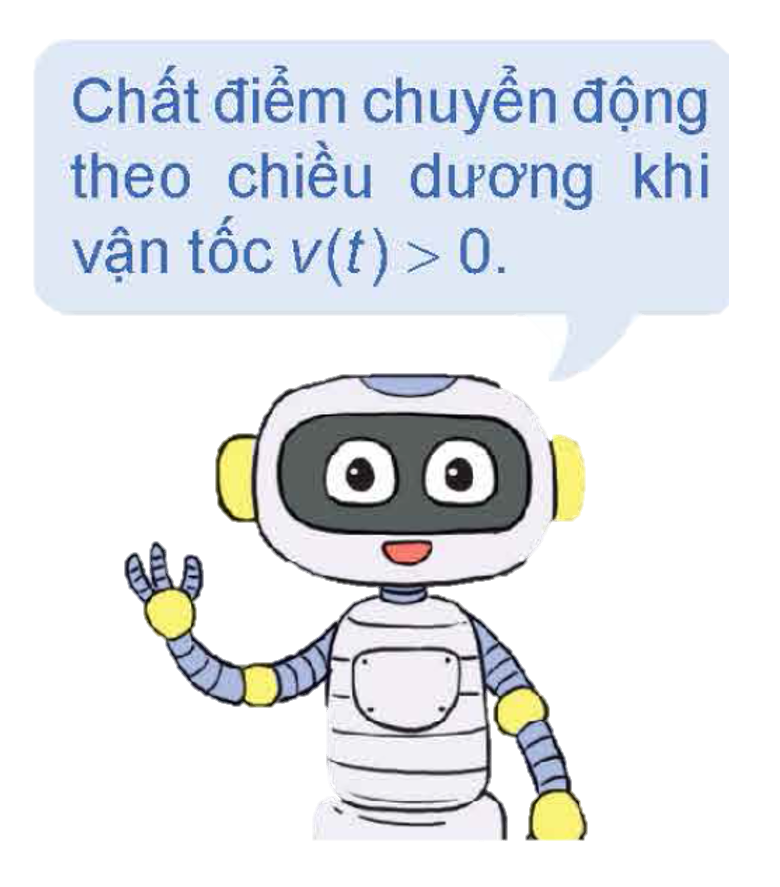 Chất điểm chuyển động
theo chiều dương khi
vận tốc v(t) > 0.